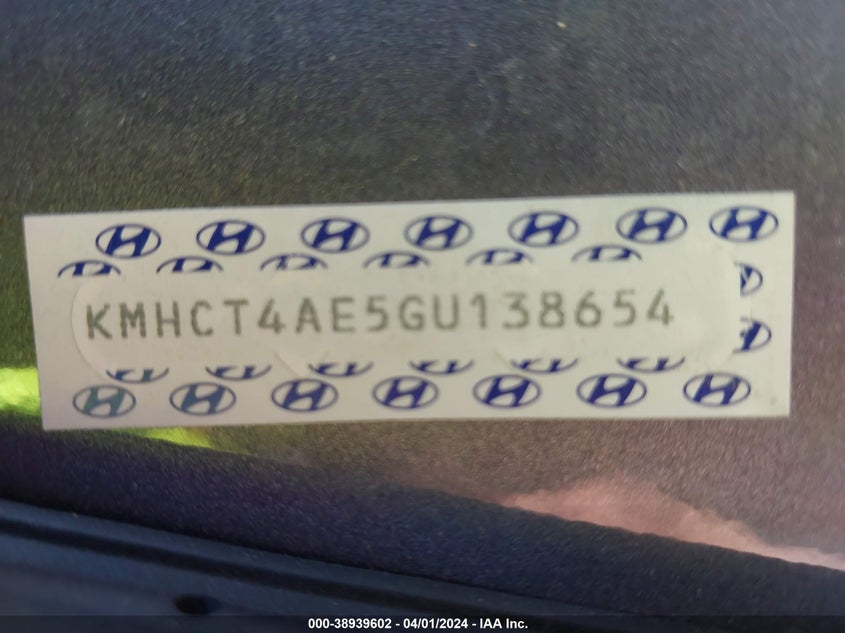 KMHCT4AE5GU138654
000-38939602 - 04/01/2024 - IAA Inc.